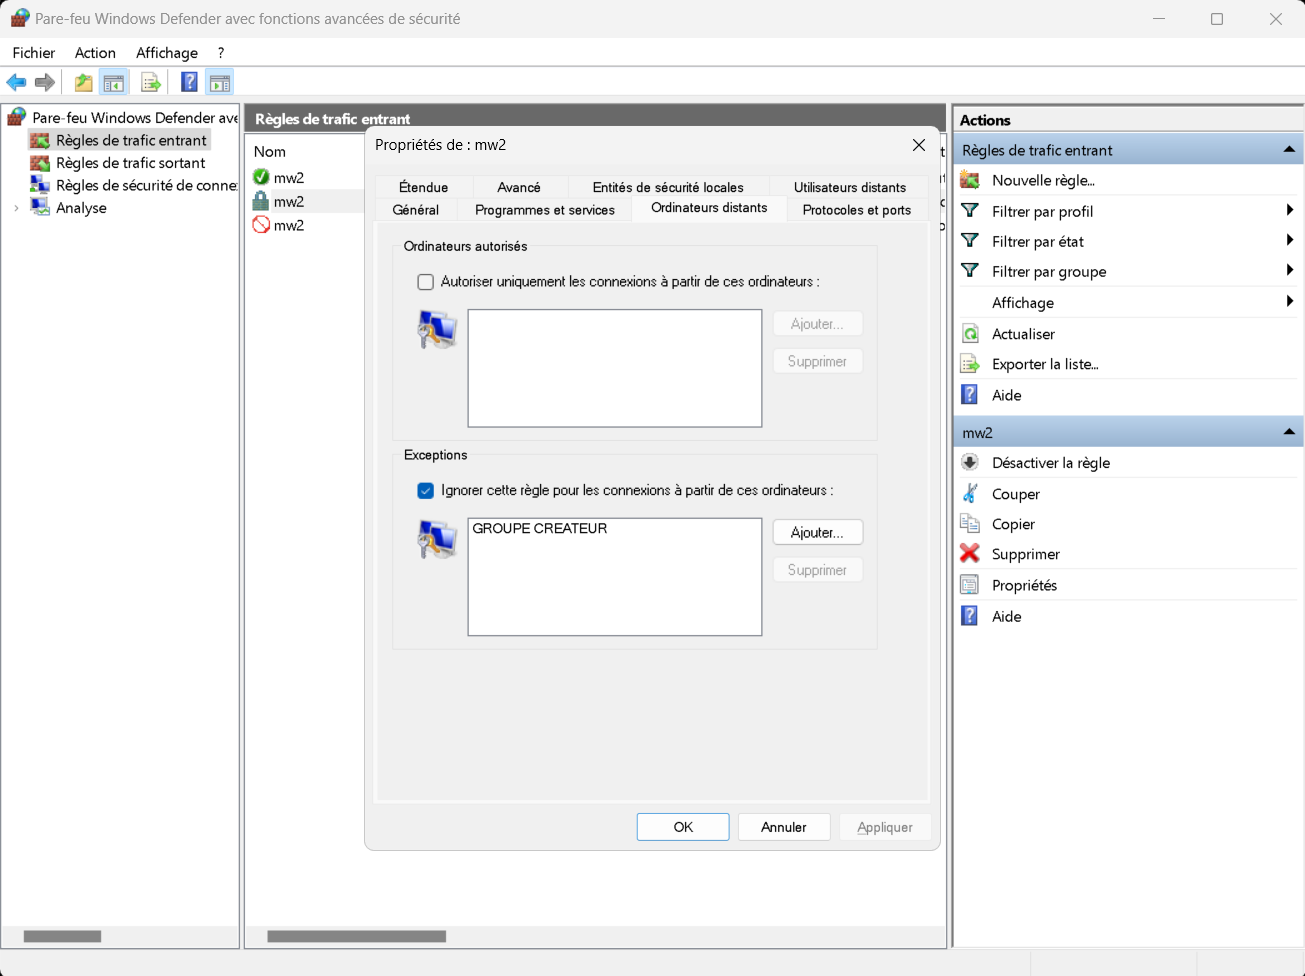 Pare-feu Windows Defender avec fonctions avancées de sécurité
Fichier Action Affichage ?
Pare-feu Windows Defender ave
Règles de trafic entrant
Règles de trafic sortant
Règles de sécurité de conne
Analyse
Règles de trafic entrant
Nom
mw2
mw2
mw2
Propriétés de : mw2
Étendue Avancé Entités de sécurité locales Utilisateurs distants
Général Programmes et services Ordinateurs distants Protocoles et ports
Ordinateurs autorisés
Autoriser uniquement les connexions à partir de ces ordinateurs :
Ajouter...
Supprimer
Exceptions
Ignorer cette règle pour les connexions à partir de ces ordinateurs :
GROUPE CREATEUR
Ajouter...
Supprimer
OK Annuler Appliquer
Actions
Règles de trafic entrant
Nouvelle règle...
Filtrer par profil
Filtrer par état
Filtrer par groupe
Affichage
Actualiser
Exporter la liste...
Aide
mw2
Désactiver la règle
Couper
Copier
Supprimer
Propriétés
Aide